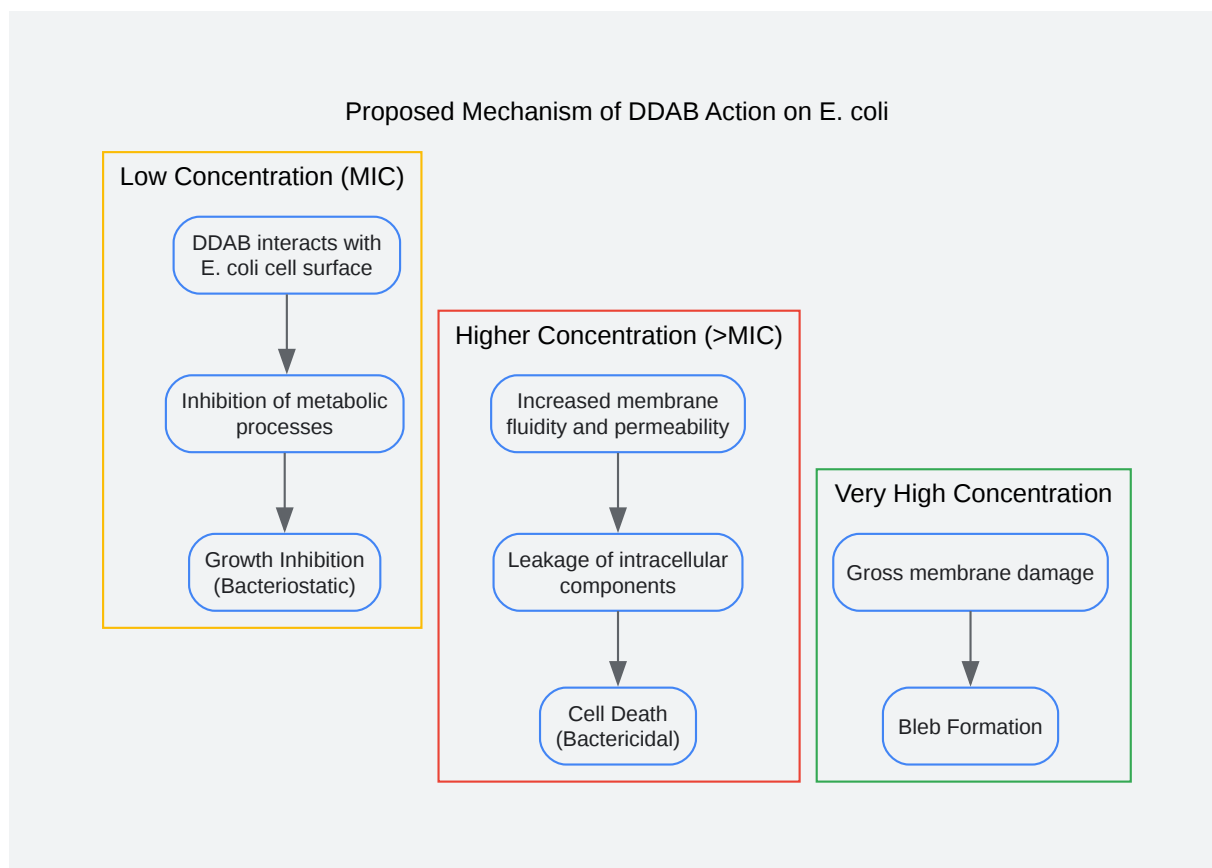 Proposed Mechanism of DDAB Action on E. coli
Low Concentration (MIC)
DDAB interacts with
E. coli cell surface
Inhibition of metabolic
processes
Growth Inhibition
(Bacteriostatic)
Higher Concentration (>MIC)
Increased membrane
fluidity and permeability
Leakage of intracellular
components
Cell Death
(Bactericidal)
Very High Concentration
Gross membrane damage
Bleb Formation